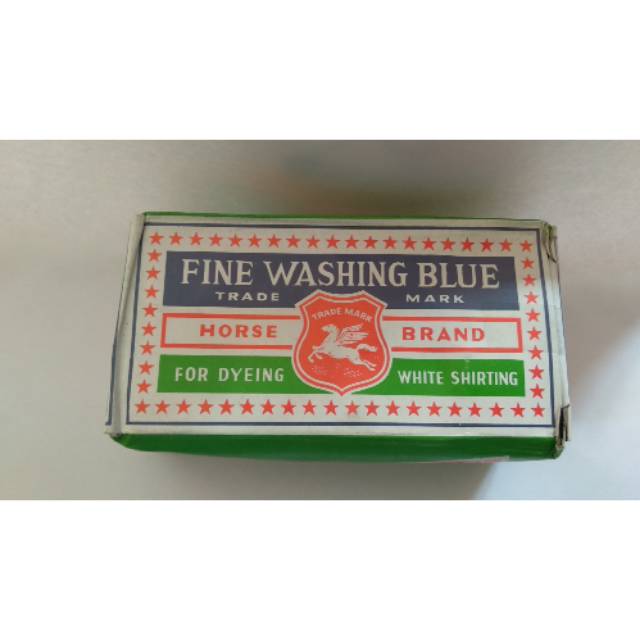 FINE WASHING BLUE
TRADE MARK
TRADE MARK
HORSE BRAND
FOR DYEING WHITE SHIRTING